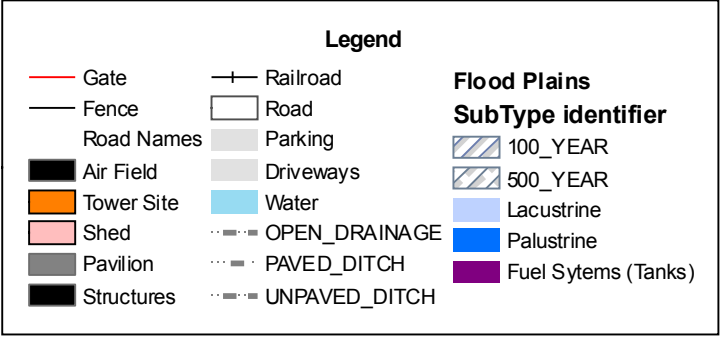 Legend
Gate
Fence
Road Names
Air Field
Tower Site
Shed
Pavilion
Structures
Railroad
Road
Parking
Driveways
Water
OPEN_DRAINAGE
PAVED_DITCH
UNPAVED_DITCH
Flood Plains
SubType identifier
100_YEAR
500_YEAR
Lacustrine
Palustrine
Fuel Sytems (Tanks)